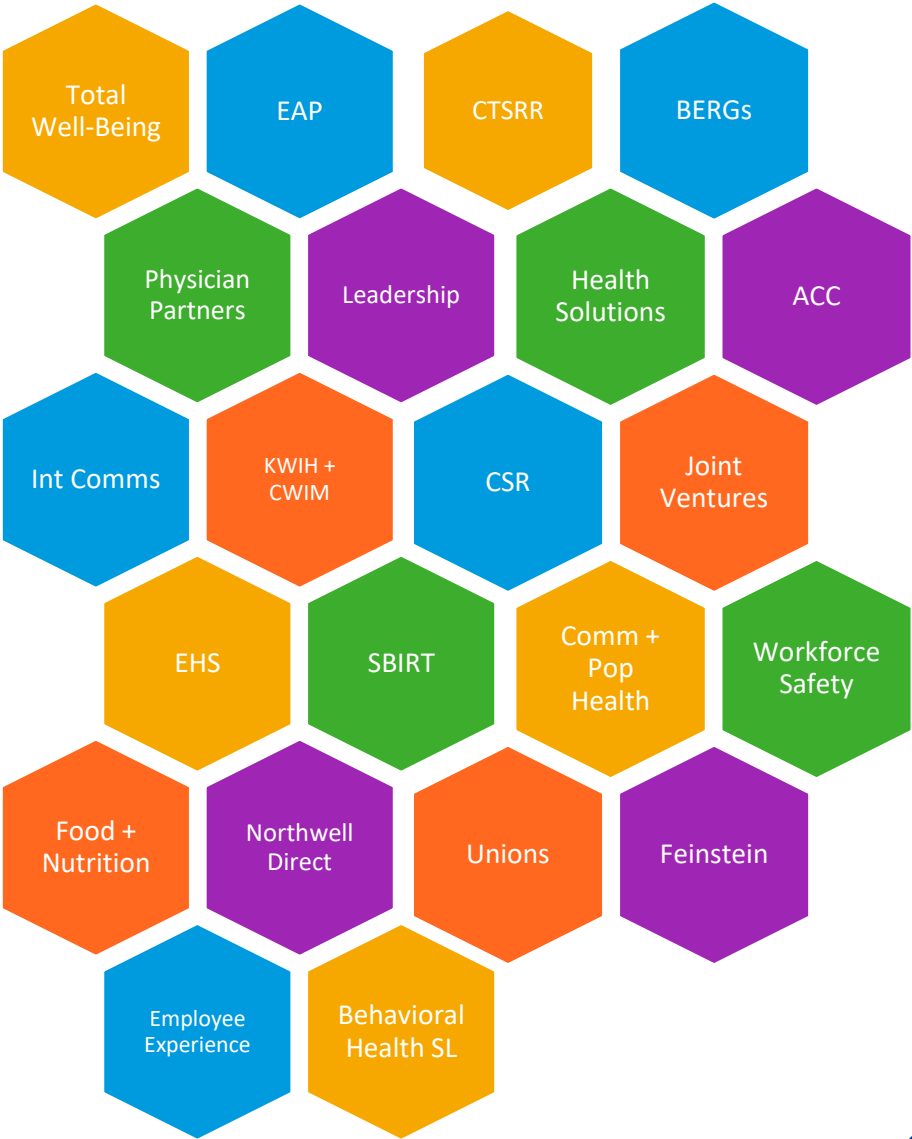 Total
Well-Being
EAP
CTSRR
BERGs
Physician
Partners
Leadership
Health
Solutions
ACC
Int Comms
KWIH +
CWIM
CSR
Joint
Ventures
EHS
SBIRT
Comm +
Pop
Health
Workforce
Safety
Food +
Nutrition
Northwell
Direct
Unions
Feinstein
Employee
Experience
Behavioral
Health SL